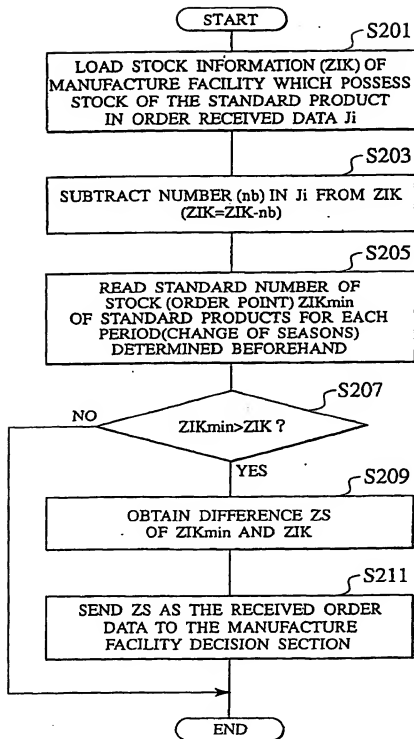 START
S201
LOAD STOCK INFORMATION (ZIK) OF
MANUFACTURE FACILITY WHICH POSSESS
STOCK OF THE STANDARD PRODUCT
IN ORDER RECEIVED DATA Ji
S203
SUBTRACT NUMBER (nb) IN Ji FROM ZIK
(ZIK=ZIK-nb)
S205
READ STANDARD NUMBER OF
STOCK (ORDER POINT) ZIKmin
OF STANDARD PRODUCTS FOR EACH
PERIOD(CHANGE OF SEASONS)
DETERMINED BEFOREHAND
S207
NO
ZIKmin>ZIK ?
YES
S209
OBTAIN DIFFERENCE ZS
OF ZIKmin AND ZIK
S211
SEND ZS AS THE RECEIVED ORDER
DATA TO THE MANUFACTURE
FACILITY DECISION SECTION
END